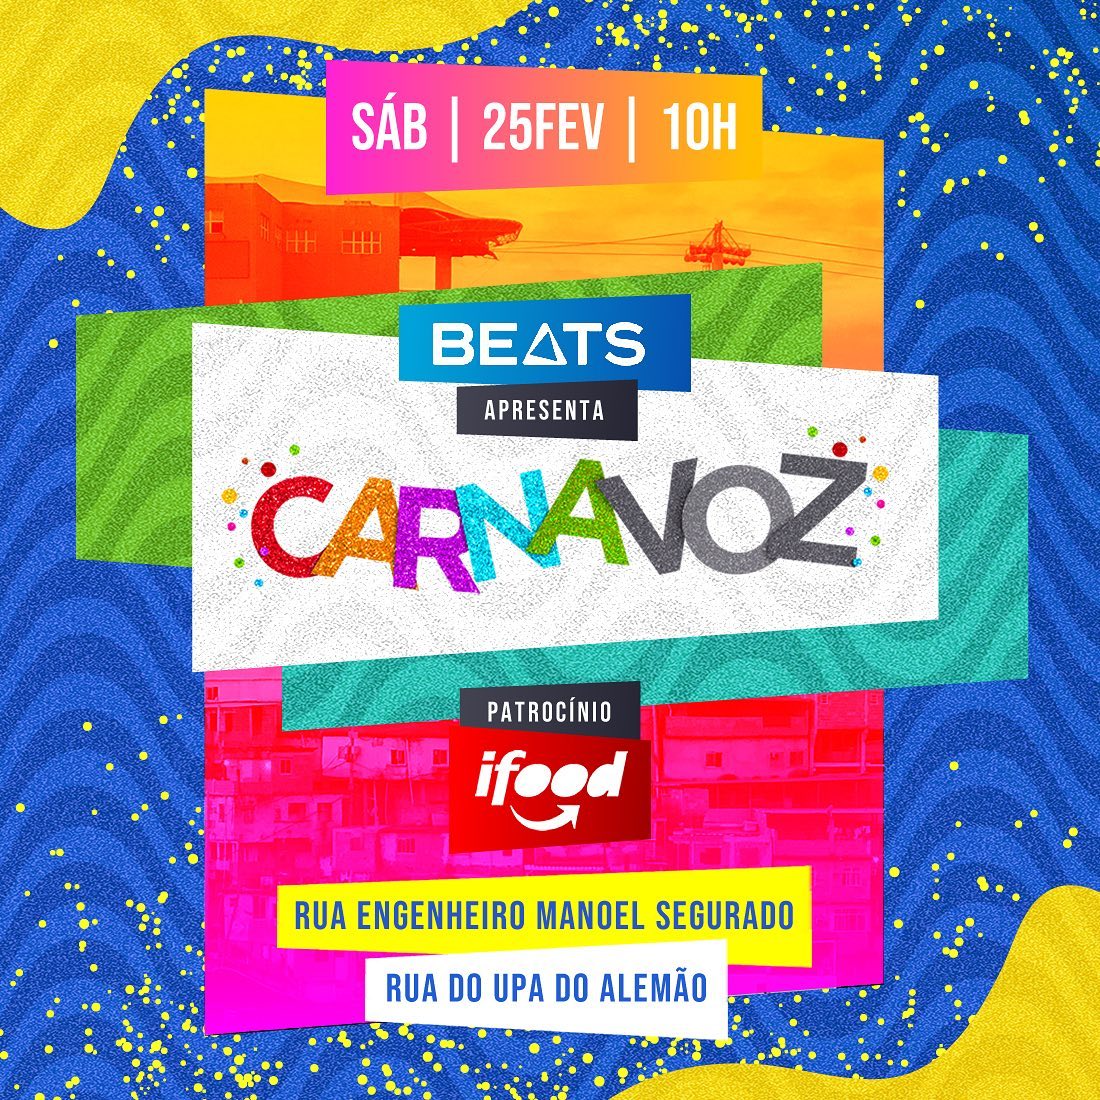 SÁB | 25FEV | 10H
BEATS
APRESENTA
CARNAVOZ
PATROCÍNIO
ifood
RUA ENGENHEIRO MANOEL SEGURADO
RUA DO UPA DO ALEMÃO